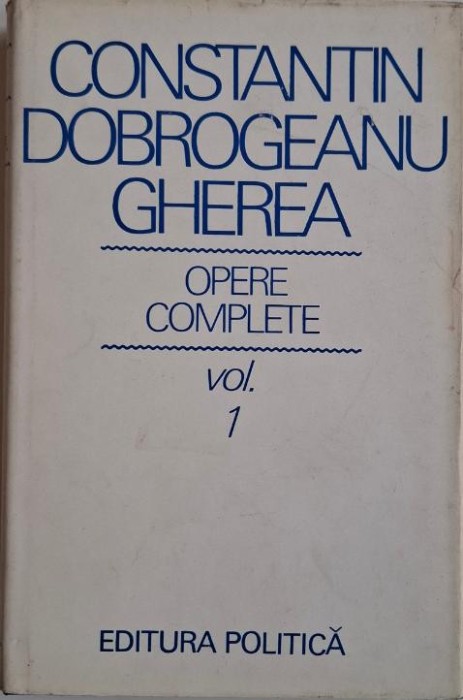 CONSTANTIN
DOBROGEANU
GHEREA
OPERE
COMPLETE
vol.
1
EDITURA POLITICĂ